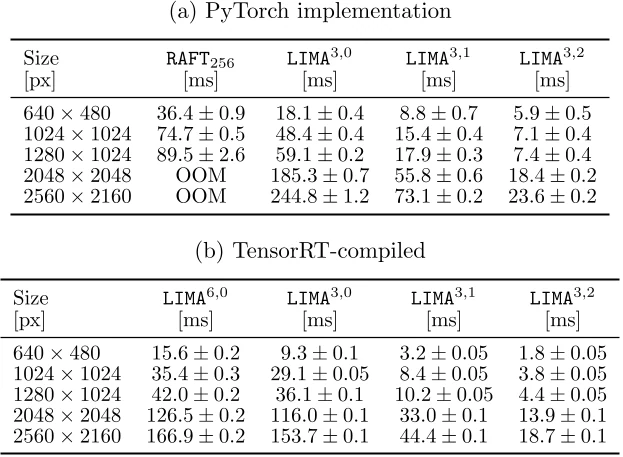 (a) PyTorch implementation
Size RAFT₂₅₆ LIMA³,⁰ LIMA³,¹ LIMA³,²
[px] [ms] [ms] [ms] [ms]
640 × 480 36.4 ± 0.9 18.1 ± 0.4 8.8 ± 0.7 5.9 ± 0.5
1024 × 1024 74.7 ± 0.5 48.4 ± 0.4 15.4 ± 0.4 7.1 ± 0.4
1280 × 1024 89.5 ± 2.6 59.1 ± 0.2 17.9 ± 0.3 7.4 ± 0.4
2048 × 2048 OOM 185.3 ± 0.7 55.8 ± 0.6 18.4 ± 0.2
2560 × 2160 OOM 244.8 ± 1.2 73.1 ± 0.2 23.6 ± 0.2
(b) TensorRT-compiled
Size LIMA⁶,⁰ LIMA³,⁰ LIMA³,¹ LIMA³,²
[px] [ms] [ms] [ms] [ms]
640 × 480 15.6 ± 0.2 9.3 ± 0.1 3.2 ± 0.05 1.8 ± 0.05
1024 × 1024 35.4 ± 0.3 29.1 ± 0.05 8.4 ± 0.05 3.8 ± 0.05
1280 × 1024 42.0 ± 0.2 36.1 ± 0.1 10.2 ± 0.05 4.4 ± 0.05
2048 × 2048 126.5 ± 0.2 116.0 ± 0.1 33.0 ± 0.1 13.9 ± 0.1
2560 × 2160 166.9 ± 0.2 153.7 ± 0.1 44.4 ± 0.1 18.7 ± 0.1